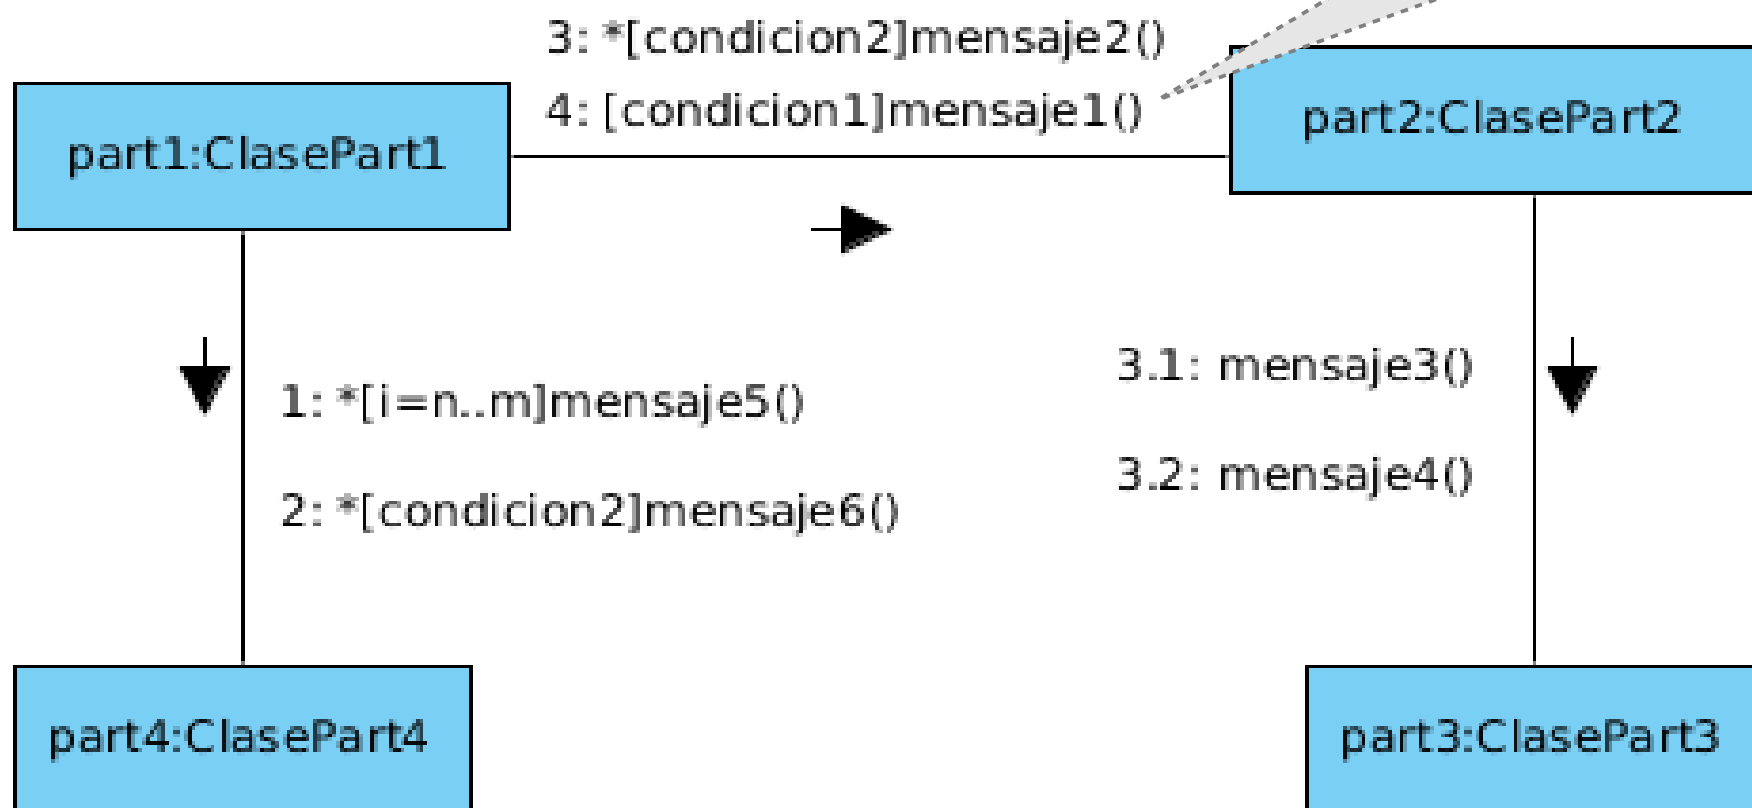 3: *[condicion2]mensaje2()
4: [condicion1]mensaje1()
part1:ClasePart1
part2:ClasePart2
3.1: mensaje3()
1: *[i=n..m]mensaje5()
3.2: mensaje4()
2: *[condicion2]mensaje6()
part4:ClasePart4
part3:ClasePart3